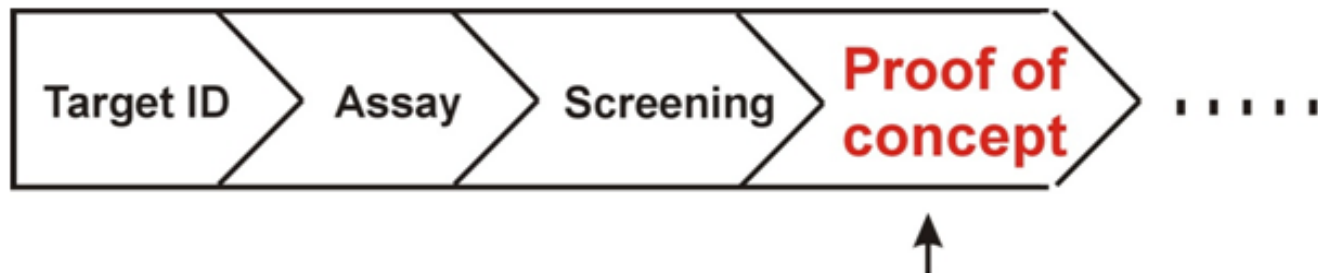 Target ID
Assay
Screening
Proof of
concept